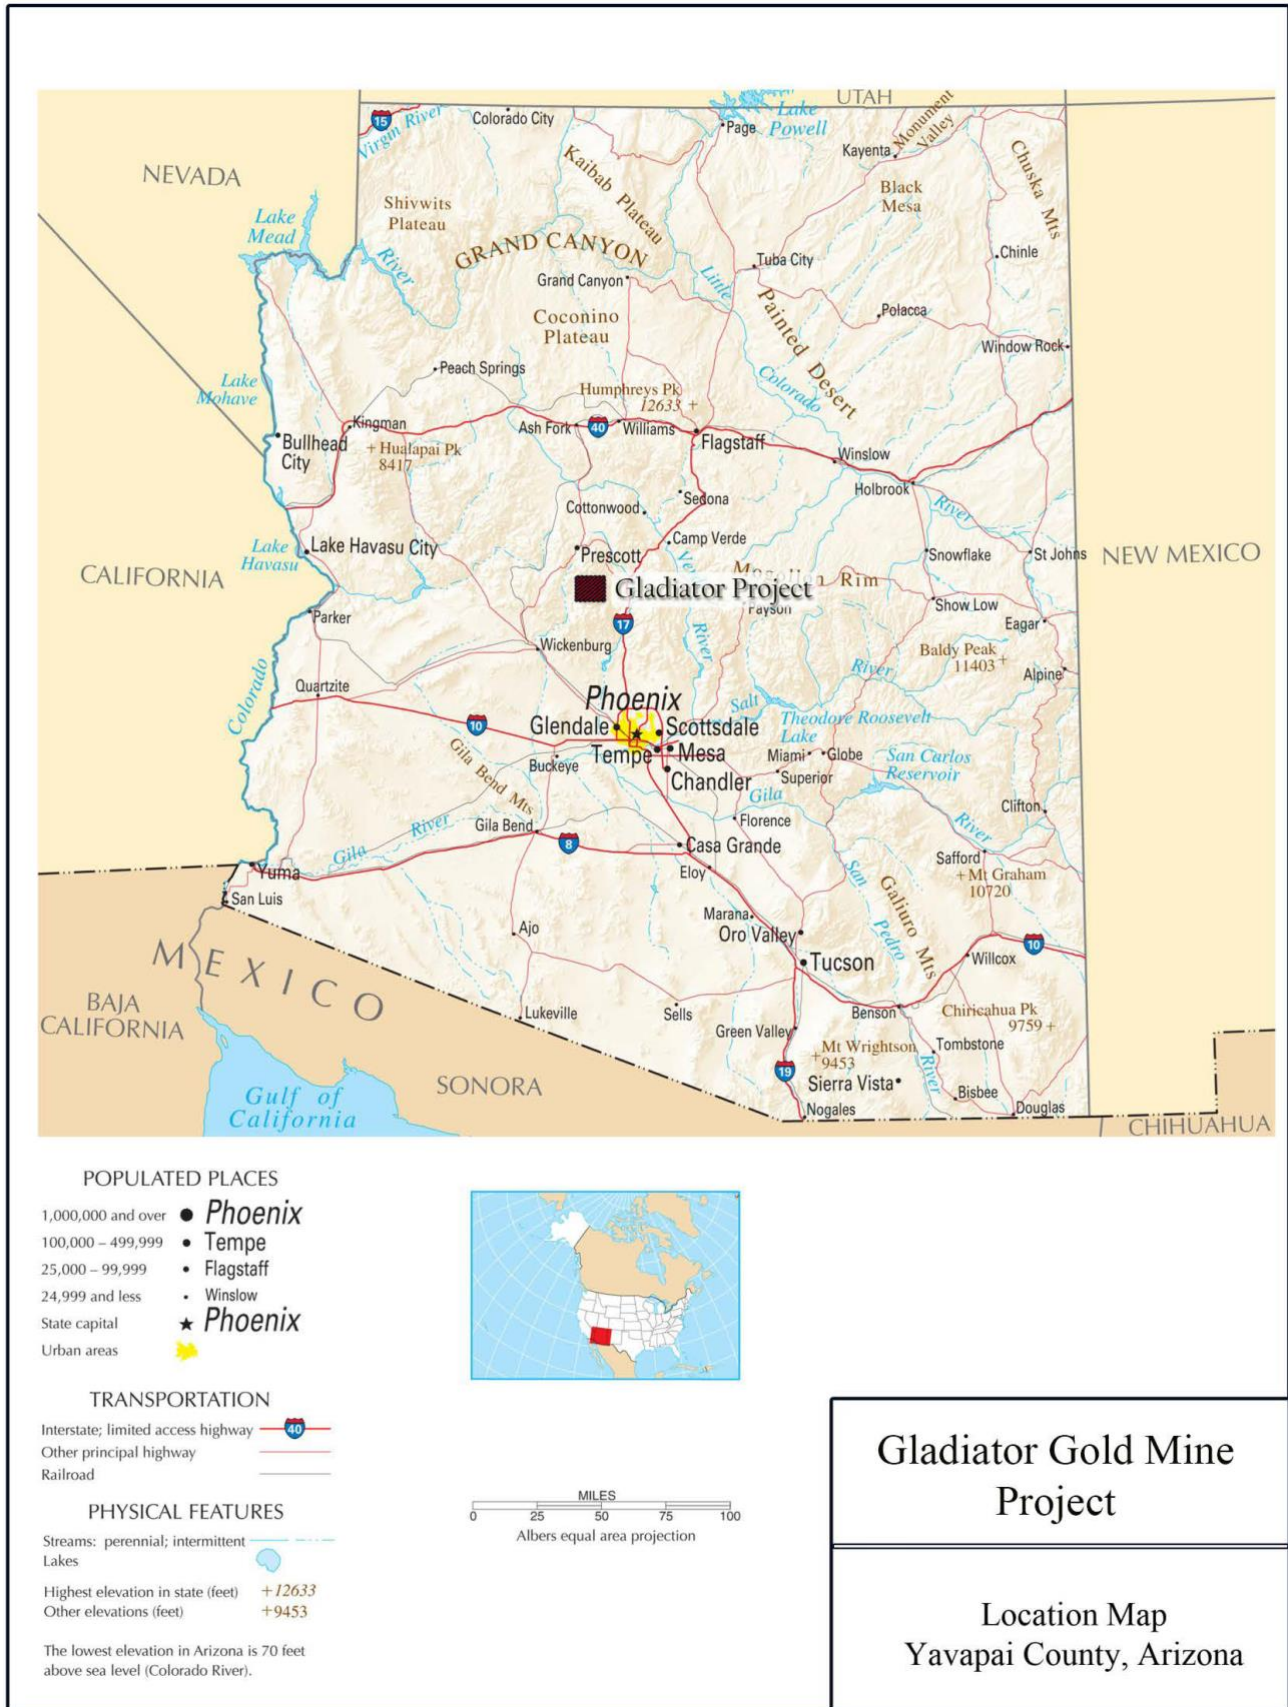 UTAH
Lake
Powell
Page
15
Virgin River
Colorado City
Monument
Valley
Kayenta
Chuska Mts
NEVADA
Kaibab Plateau
Black
Mesa
Shivwits
Plateau
Lake
Mead
River
GRAND CANYON
Grand Canyon
Little
Tuba City
Chinle
Coconino
Plateau
Painted Desert
Polacca
Window Rock
Peach Springs
Lake
Mohave
Humphreys Pk
12633 +
Colorado
Kingman
Ash Fork
40
Williams
Flagstaff
Bullhead
City
+ Hualapai Pk
8417
Winslow
Holbrook
Sedona
Cottonwood
River
Camp Verde
Lake
Havasu
Lake Havasu City
Prescott
Snowflake
St Johns
NEW MEXICO
CALIFORNIA
Rim
Gladiator Project
Payson
Show Low
Parker
17
Eagar
Wickenburg
River
Baldy Peak
11403 +
Alpine
River
Quartzite
Colorado
Phoenix
Salt
10
Glendale
Scottsdale
Theodore Roosevelt
Lake
Tempe
Mesa
Miami
Globe
San Carlos
Reservoir
Buckeye
Gila Bend Mts
Chandler
Superior
Gila
Clifton
Florence
River
Gila Bend
River
8
Casa Grande
Gila
Safford
Eloy
San
Pedro
+ Mt Graham
10720
Yuma
San Luis
Galiuro Mts
Marana
Oro Valley
Ajo
10
MEXICO
Tucson
Willcox
BAJA
CALIFORNIA
Lukeville
Sells
Benson
Chiricahua Pk
9759 +
Green Valley
Mt Wrightson
+ 9453
Tombstone
19
Sierra Vista
River
Gulf of
California
SONORA
Bisbee
Nogales
Douglas
CHIHUAHUA
POPULATED PLACES
1,000,000 and over Phoenix
100,000 – 499,999 Tempe
25,000 – 99,999 Flagstaff
24,999 and less Winslow
State capital Phoenix
Urban areas
TRANSPORTATION
Interstate; limited access highway 40
Other principal highway
Railroad
PHYSICAL FEATURES
Streams: perennial; intermittent
Lakes
Highest elevation in state (feet) +12633
Other elevations (feet) +9453
The lowest elevation in Arizona is 70 feet
above sea level (Colorado River).
MILES
0 25 50 75 100
Albers equal area projection
Gladiator Gold Mine
Project
Location Map
Yavapai County, Arizona